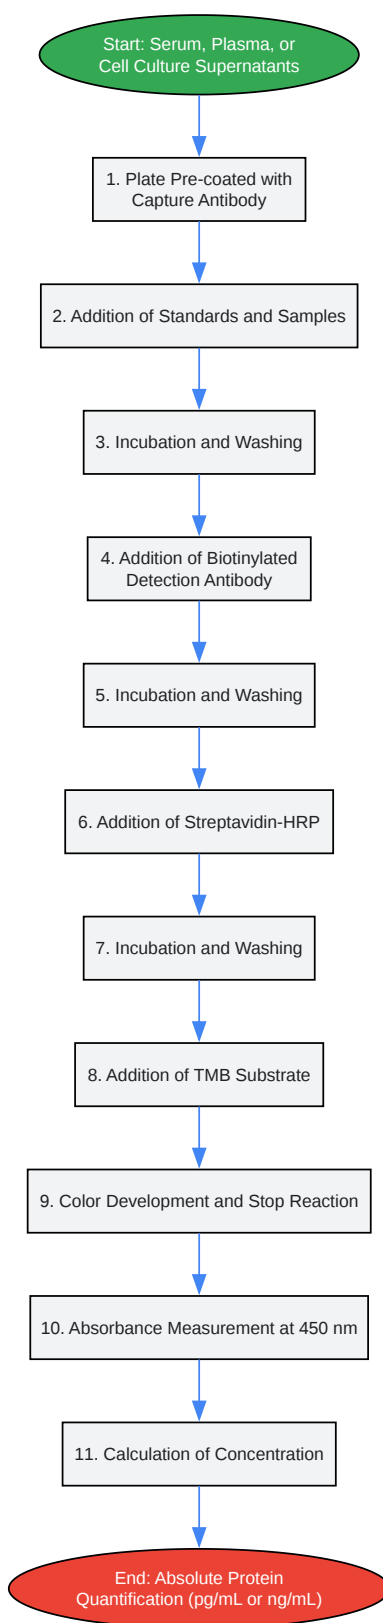 Start: Serum, Plasma, or
Cell Culture Supernatants
1. Plate Pre-coated with
Capture Antibody
2. Addition of Standards and Samples
3. Incubation and Washing
4. Addition of Biotinylated
Detection Antibody
5. Incubation and Washing
6. Addition of Streptavidin-HRP
7. Incubation and Washing
8. Addition of TMB Substrate
9. Color Development and Stop Reaction
10. Absorbance Measurement at 450 nm
11. Calculation of Concentration
End: Absolute Protein
Quantification (pg/mL or ng/mL)